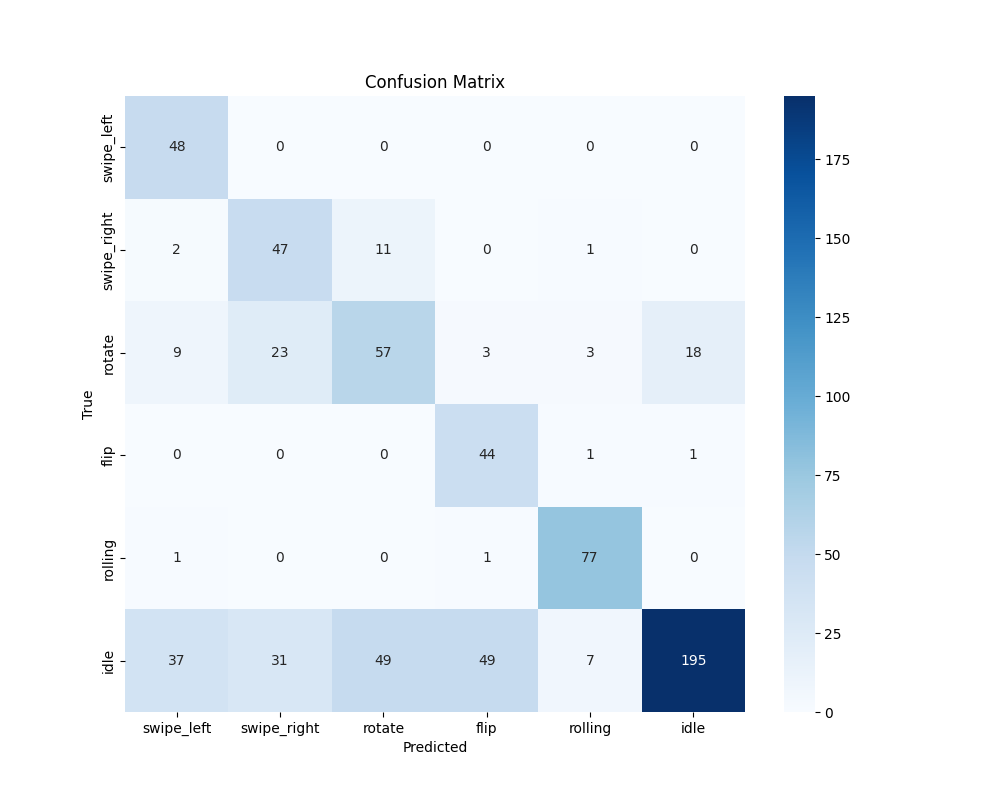 Confusion Matrix
swipe_left 48 0 0 0 0 0
swipe_right 2 47 11 0 1 0
rotate 9 23 57 3 3 18
flip 0 0 0 44 1 1
rolling 1 0 0 1 77 0
idle 37 31 49 49 7 195
True
swipe_left swipe_right rotate flip rolling idle
Predicted
175
150
125
100
75
50
25
0